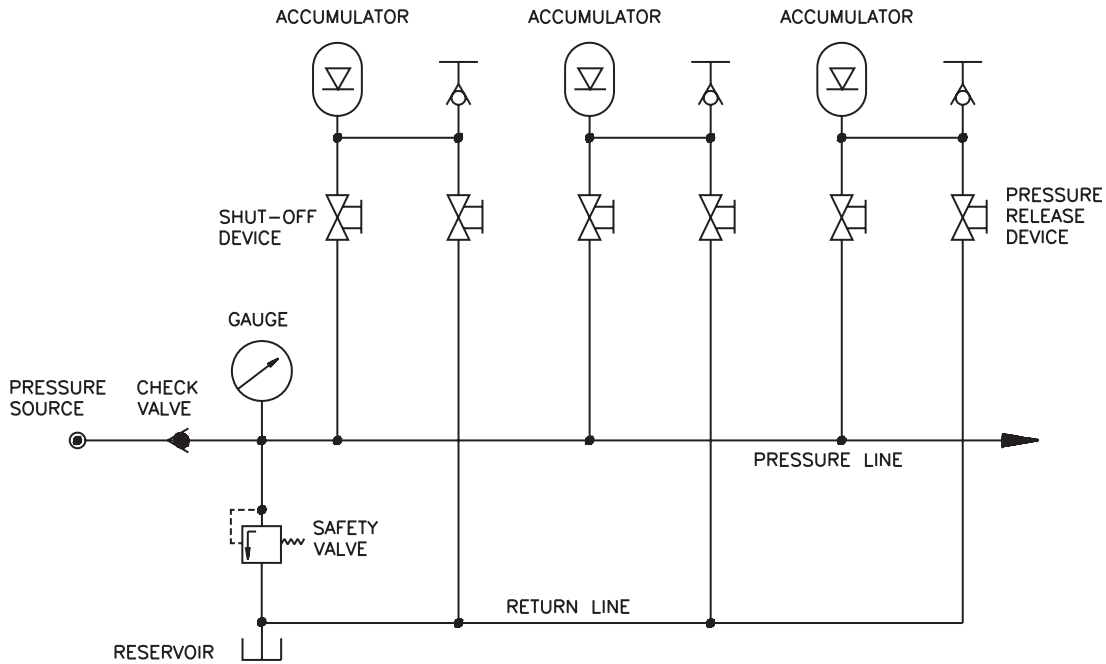 ACCUMULATOR
ACCUMULATOR
ACCUMULATOR
SHUT-OFF
DEVICE
PRESSURE
RELEASE
DEVICE
GAUGE
PRESSURE
SOURCE
CHECK
VALVE
PRESSURE LINE
SAFETY
VALVE
RETURN LINE
RESERVOIR